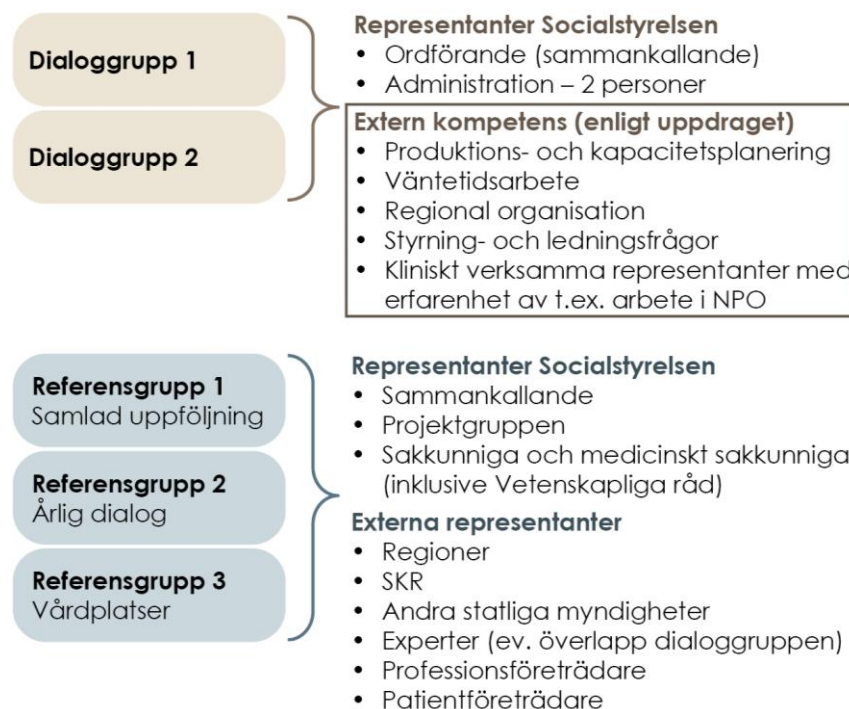 Dialoggrupp 1
Dialoggrupp 2
Representanter Socialstyrelsen
• Ordförande (sammankallande)
• Administration – 2 personer
Extern kompetens (enligt uppdraget)
• Produktions- och kapacitetsplanering
• Väntetidsarbete
• Regional organisation
• Styrning- och ledningsfrågor
• Kliniskt verksamma representanter med
erfarenhet av t.ex. arbete i NPO
Referensgrupp 1
Samlad uppföljning
Referensgrupp 2
Årlig dialog
Referensgrupp 3
Vårdplatser
Representanter Socialstyrelsen
• Sammankallande
• Projektgruppen
• Sakkunniga och medicinskt sakkunniga
(inklusive Vetenskapliga råd)
Externa representanter
• Regioner
• SKR
• Andra statliga myndigheter
• Experter (ev. överlapp dialoggruppen)
• Professionsföreträdare
• Patientföreträdare